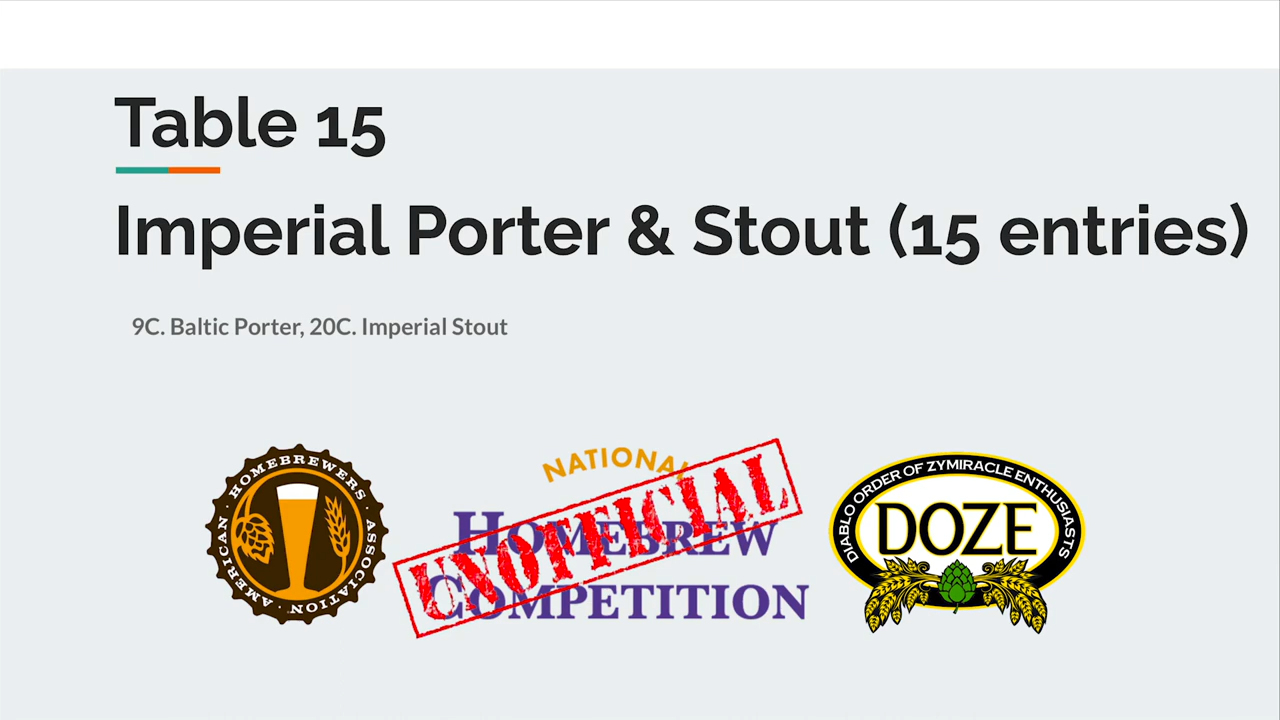 Table 15
Imperial Porter & Stout (15 entries)
9C. Baltic Porter, 20C. Imperial Stout
AMERICAN · HOMEBREWERS · ASSOCIATION ·
NATIONAL
HOMEBREW
COMPETITION
UNOFFICIAL
DIABLO ORDER OF ZYMIRACLE ENTHUSIASTS
DOZE